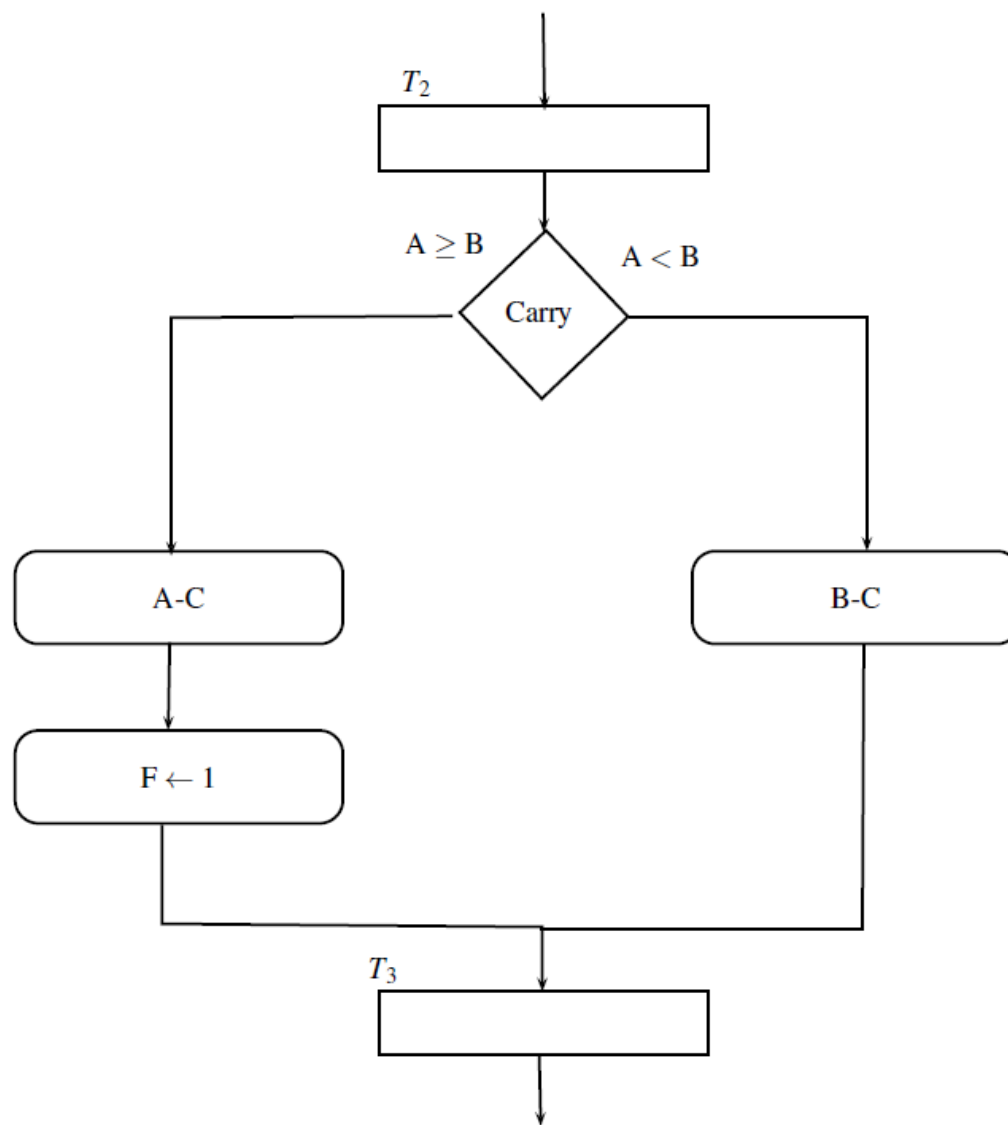 T₂
A ≥ B
A < B
Carry
A-C
B-C
F ← 1
T₃